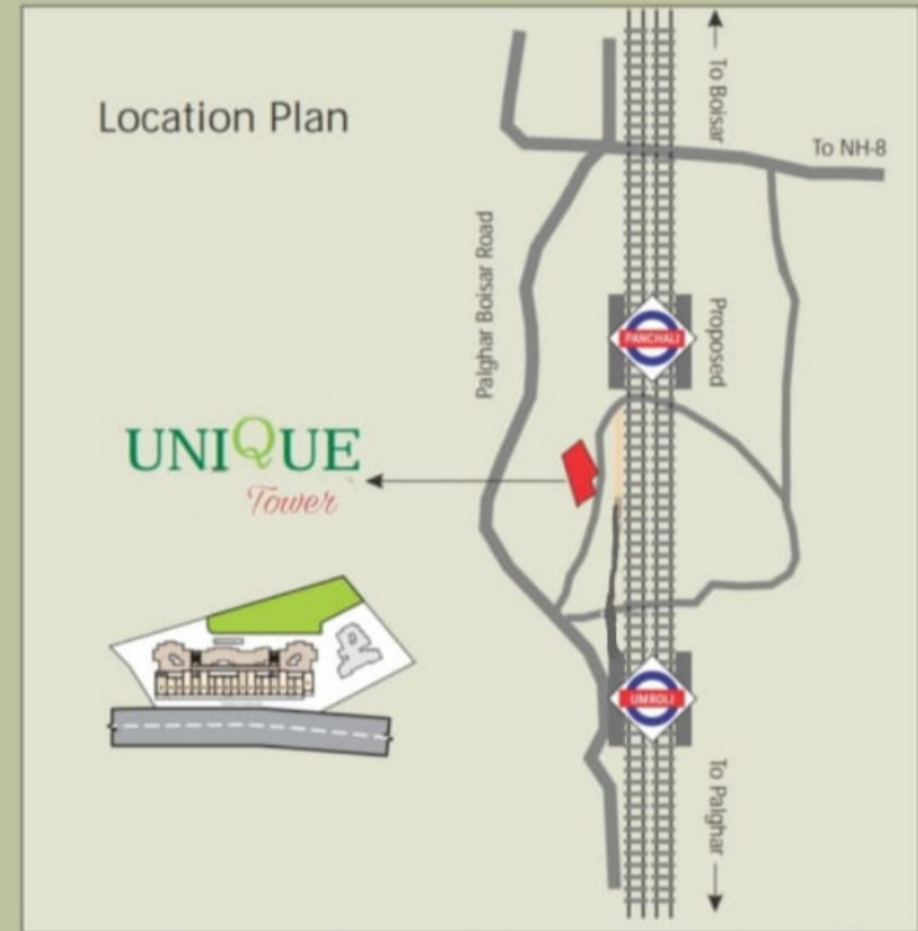 Location Plan
To Boisar
To NH-8
Palghar Boisar Road
Proposed
PANCHALI
UNIQUE
Tower
UMROLI
To Palghar